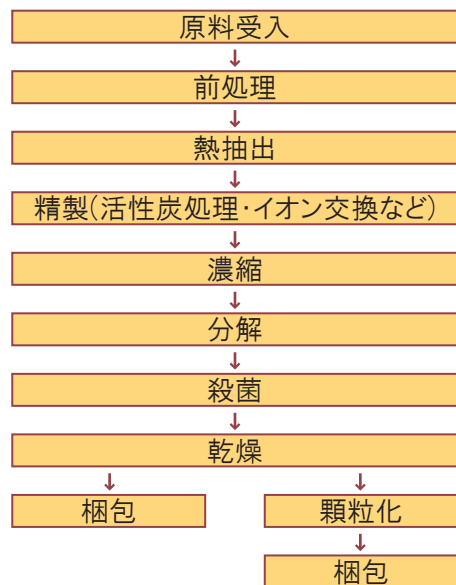 原料受入
↓
前処理
↓
熱抽出
↓
精製(活性炭処理・イオン交換など)
↓
濃縮
↓
分解
↓
殺菌
↓
乾燥
↓ ↓
梱包 顆粒化
↓
梱包